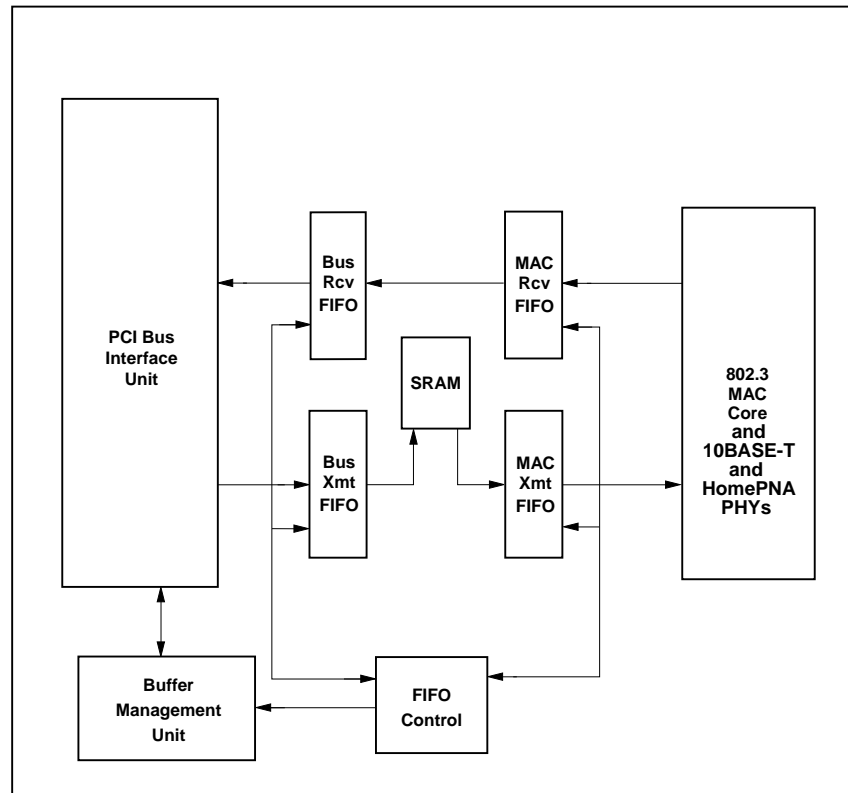 Bus
Rcv
FIFO
MAC
Rcv
FIFO
PCI Bus
Interface
Unit
SRAM
802.3
MAC
Core
and
10BASE-T
and
HomePNA
PHYs
Bus
Xmt
FIFO
MAC
Xmt
FIFO
Buffer
Management
Unit
FIFO
Control